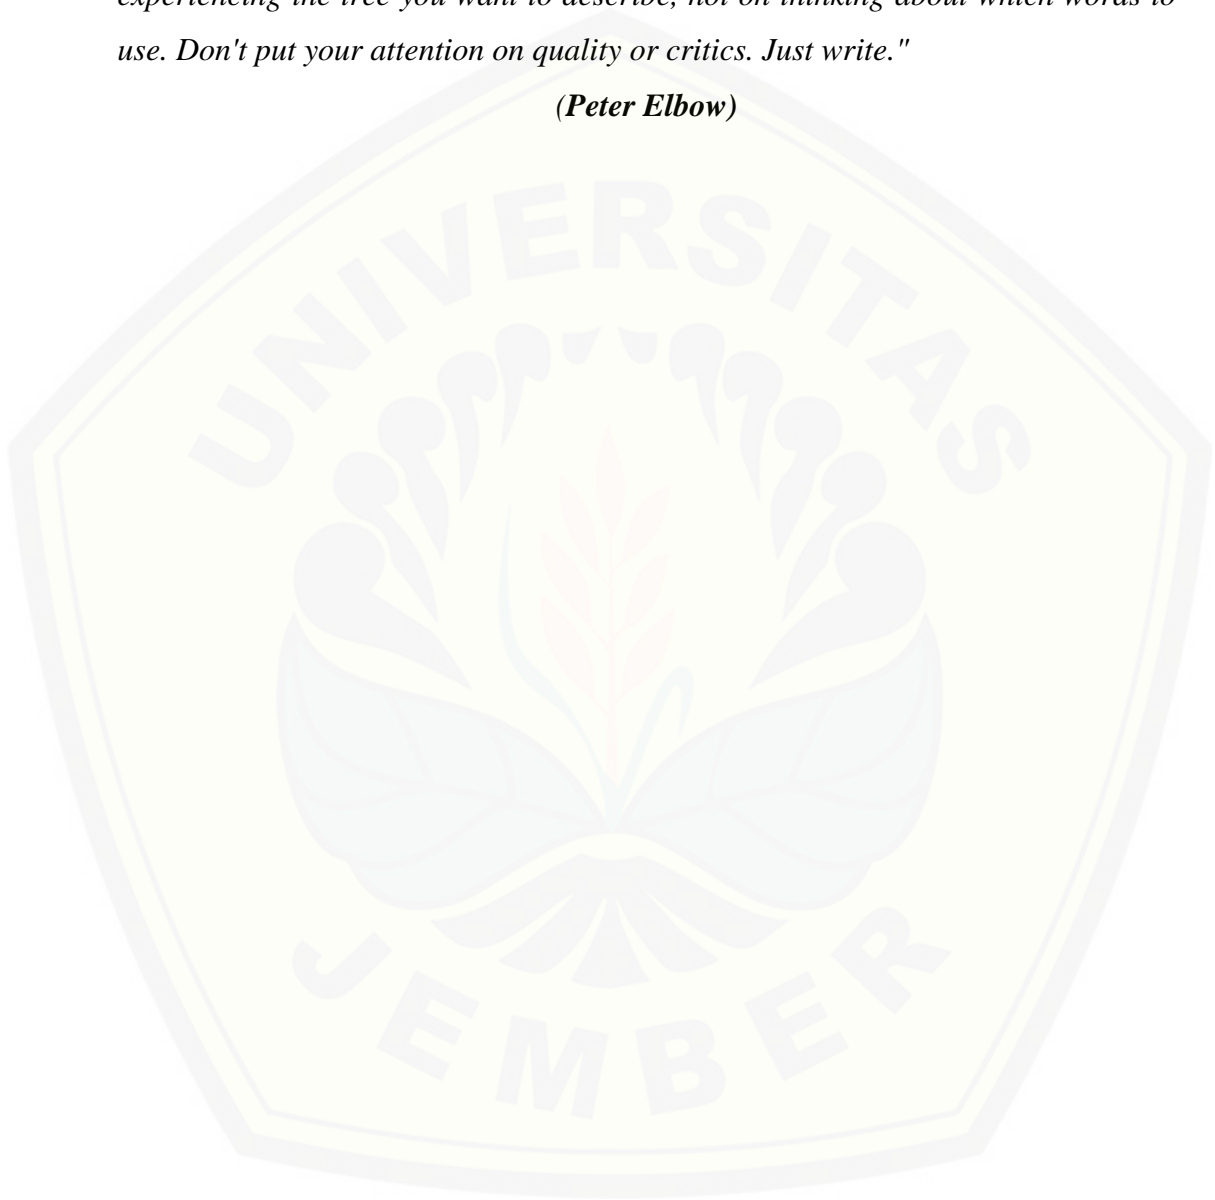 experiencing the tree you want to describe, not on thinking about which words to
use. Don't put your attention on quality or critics. Just write."
(Peter Elbow)
UNIVERSITAS
JEMBER